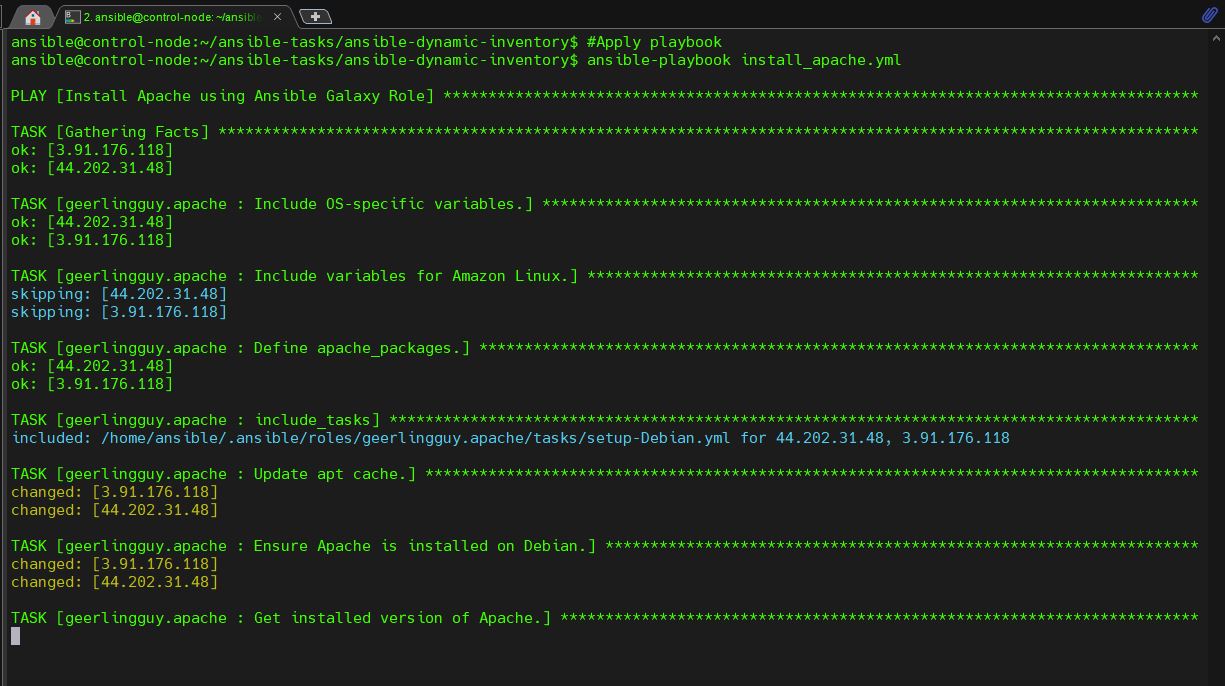 2. ansible@control-node: ~/ansible
ansible@control-node:~/ansible-tasks/ansible-dynamic-inventory$ #Apply playbook
ansible@control-node:~/ansible-tasks/ansible-dynamic-inventory$ ansible-playbook install_apache.yml
PLAY [Install Apache using Ansible Galaxy Role] ************************************************************************************
TASK [Gathering Facts] *************************************************************************************************************
ok: [3.91.176.118]
ok: [44.202.31.48]
TASK [geerlingguy.apache : Include OS-specific variables.] *************************************************************************
ok: [44.202.31.48]
ok: [3.91.176.118]
TASK [geerlingguy.apache : Include variables for Amazon Linux.] ********************************************************************
skipping: [44.202.31.48]
skipping: [3.91.176.118]
TASK [geerlingguy.apache : Define apache_packages.] ********************************************************************************
ok: [44.202.31.48]
ok: [3.91.176.118]
TASK [geerlingguy.apache : include_tasks] ******************************************************************************************
included: /home/ansible/.ansible/roles/geerlingguy.apache/tasks/setup-Debian.yml for 44.202.31.48, 3.91.176.118
TASK [geerlingguy.apache : Update apt cache.] **************************************************************************************
changed: [3.91.176.118]
changed: [44.202.31.48]
TASK [geerlingguy.apache : Ensure Apache is installed on Debian.] ******************************************************************
changed: [3.91.176.118]
changed: [44.202.31.48]
TASK [geerlingguy.apache : Get installed version of Apache.] ***********************************************************************